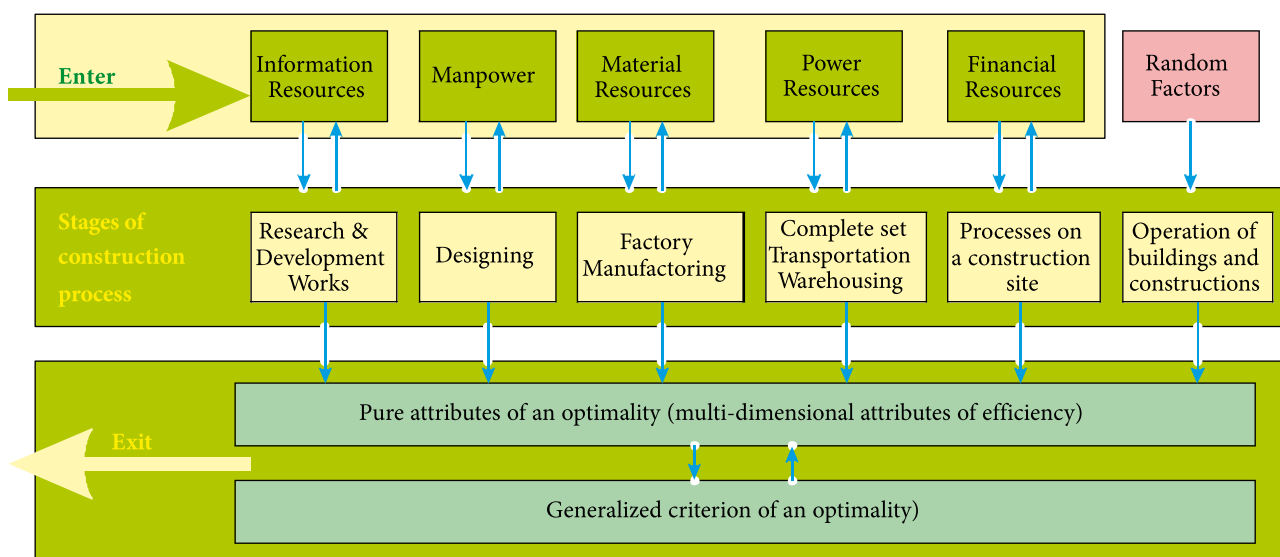 Enter
Information
Resources
Manpower
Material
Resources
Power
Resources
Financial
Resources
Random
Factors
Stages of
construction
process
Research &
Development
Works
Designing
Factory
Manufactoring
Complete set
Transportation
Warehousing
Processes on
a construction
site
Operation of
buildings and
constructions
Exit
Pure attributes of an optimality (multi-dimensional attributes of efficiency)
Generalized criterion of an optimality)